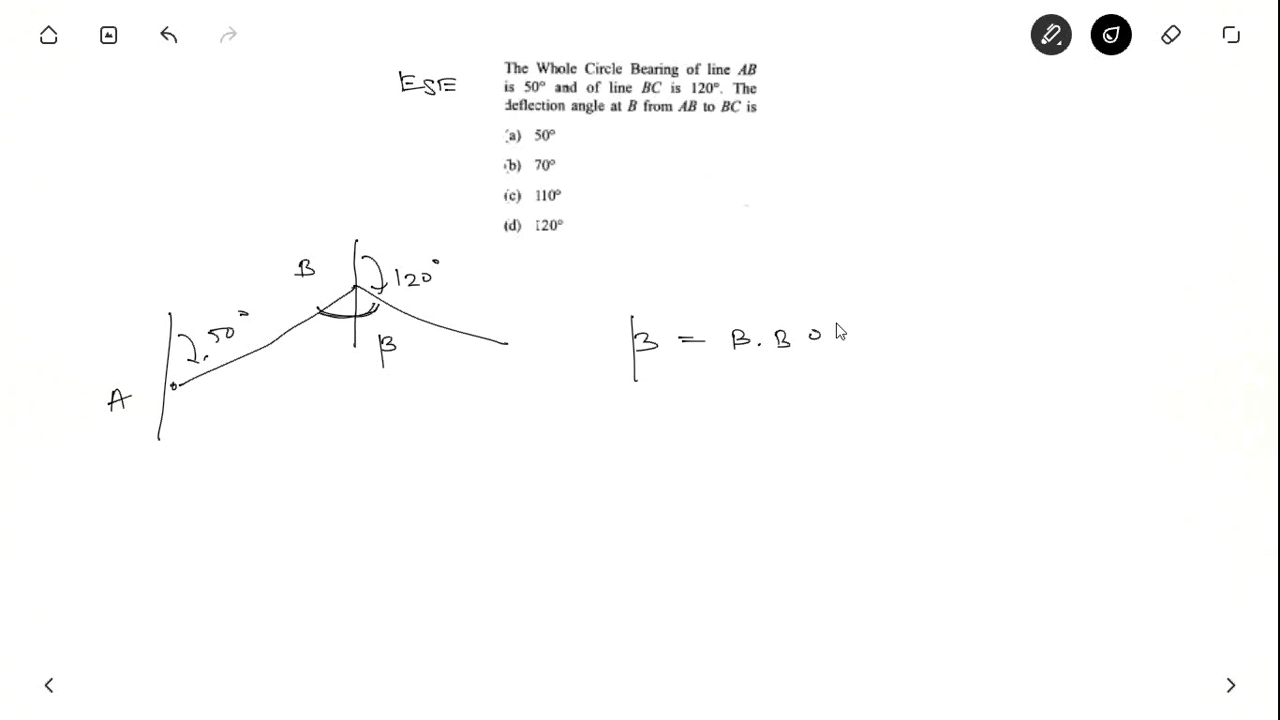 ESE
The Whole Circle Bearing of line AB
is 50° and of line BC is 120°. The
deflection angle at B from AB to BC is
(a) 50°
(b) 70°
(c) 110°
(d) 120°
B
120°
50°
β
A
β = B.B o